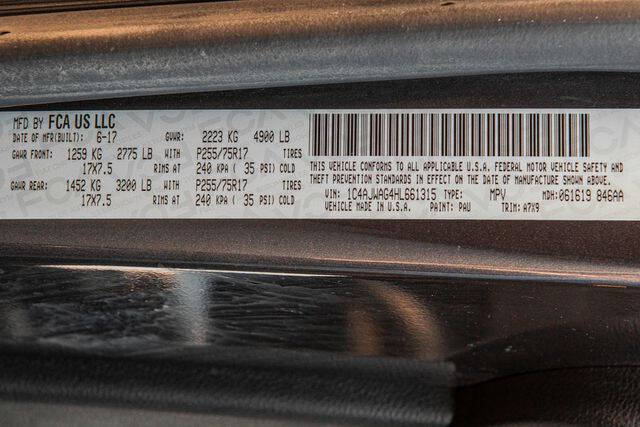 MFD BY FCA US LLC
DATE OF MFR(BUILT): 6-17 GVWR: 2223 KG 4900 LB
GAWR FRONT: 1259 KG 2775 LB WITH P255/75R17 TIRES
17X7.5 RIMS AT 240 KPA ( 35 PSI) COLD
GAWR REAR: 1452 KG 3200 LB WITH P255/75R17 TIRES
17X7.5 RIMS AT 240 KPA ( 35 PSI) COLD
THIS VEHICLE CONFORMS TO ALL APPLICABLE U.S.A. FEDERAL MOTOR VEHICLE SAFETY AND
THEFT PREVENTION STANDARDS IN EFFECT ON THE DATE OF MANUFACTURE SHOWN ABOVE.
VIN: 1C4AJWAG4HL661315 TYPE: MPV MDH: 061619 846AA
VEHICLE MADE IN U.S.A. PAINT: PAU TRIM: A7X9